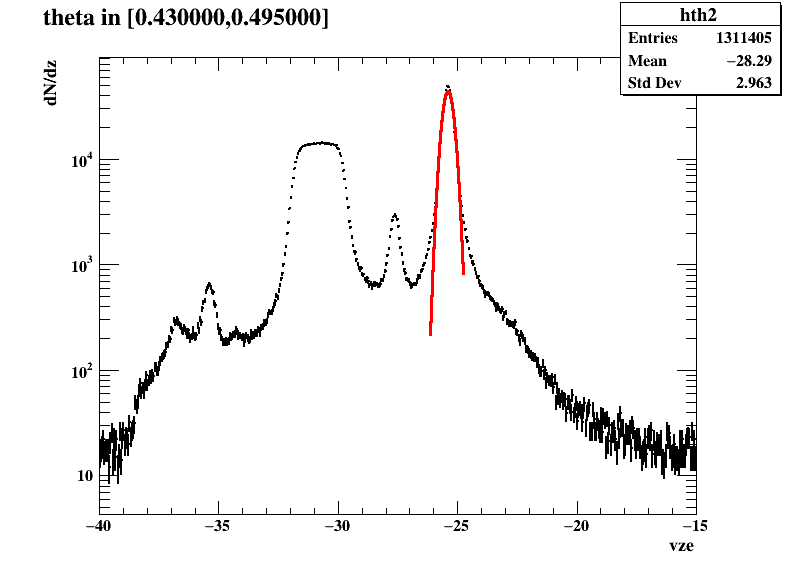 theta in [0.430000,0.495000]
hth2
Entries 1311405
Mean −28.29
Std Dev 2.963
dN/dz
10⁴
10³
10²
10
−40 −35 −30 −25 −20 −15
vze